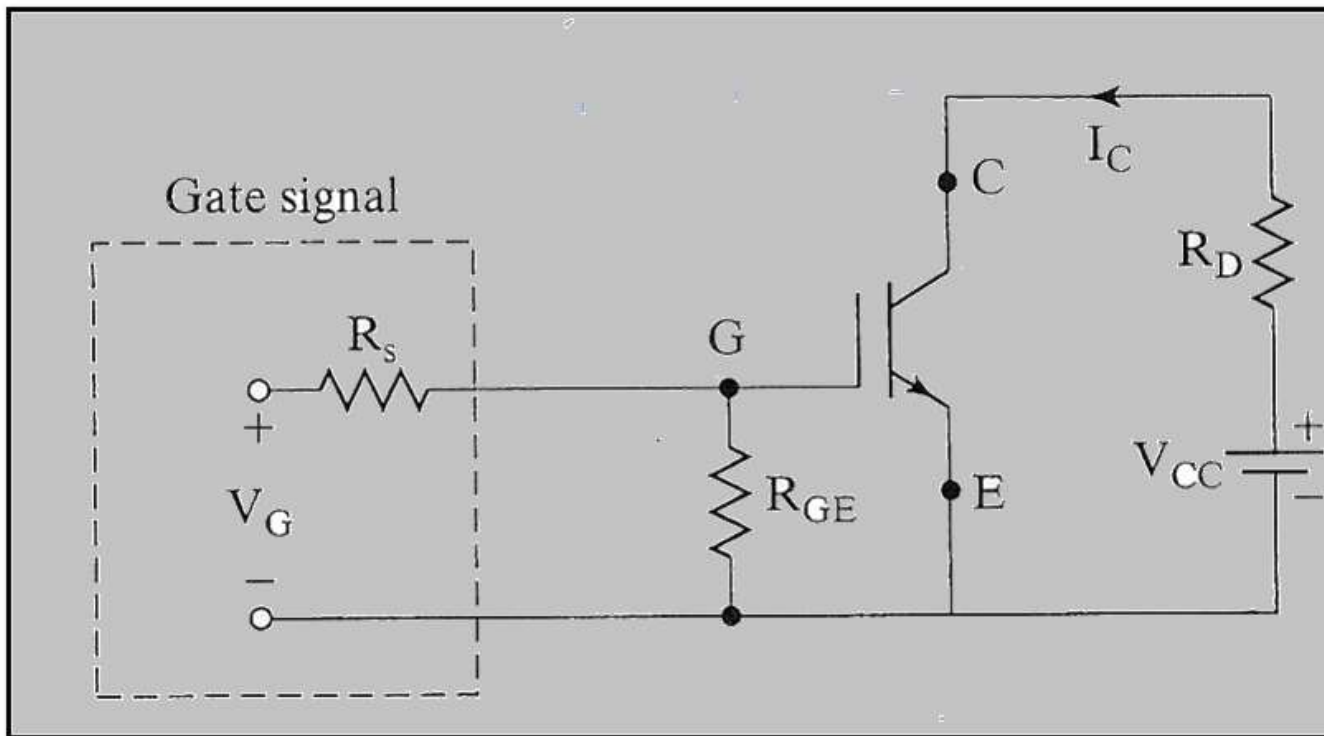 I_C
C
Gate signal
R_D
R_s
G
+
+
V_CC
R_GE
E
V_G
−
−